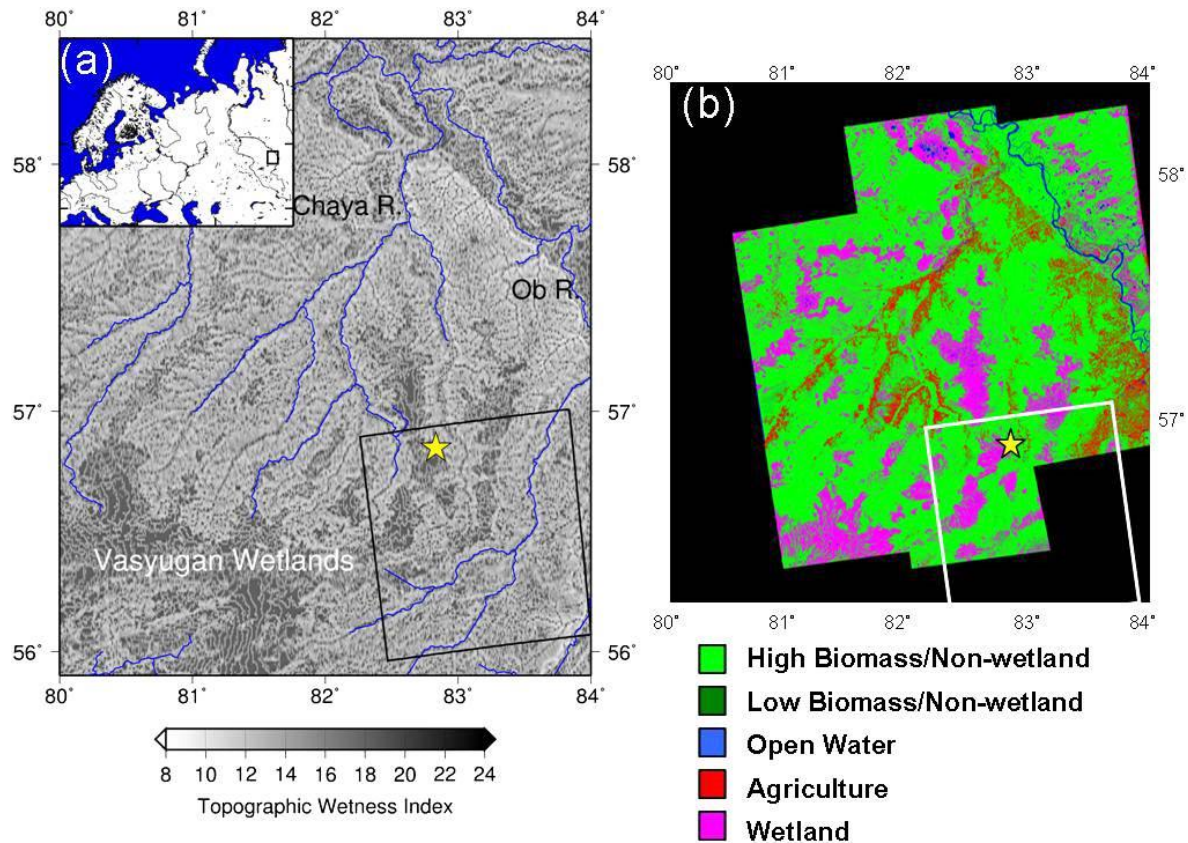 80° 81° 82° 83° 84°
(a)
58°
57°
56°
Chaya R.
Ob R.
Vasyugan Wetlands
80° 81° 82° 83° 84°
8 10 12 14 16 18 20 22 24
Topographic Wetness Index
80° 81° 82° 83° 84°
(b)
58°
57°
56°
80° 81° 82° 83° 84°
High Biomass/Non-wetland
Low Biomass/Non-wetland
Open Water
Agriculture
Wetland